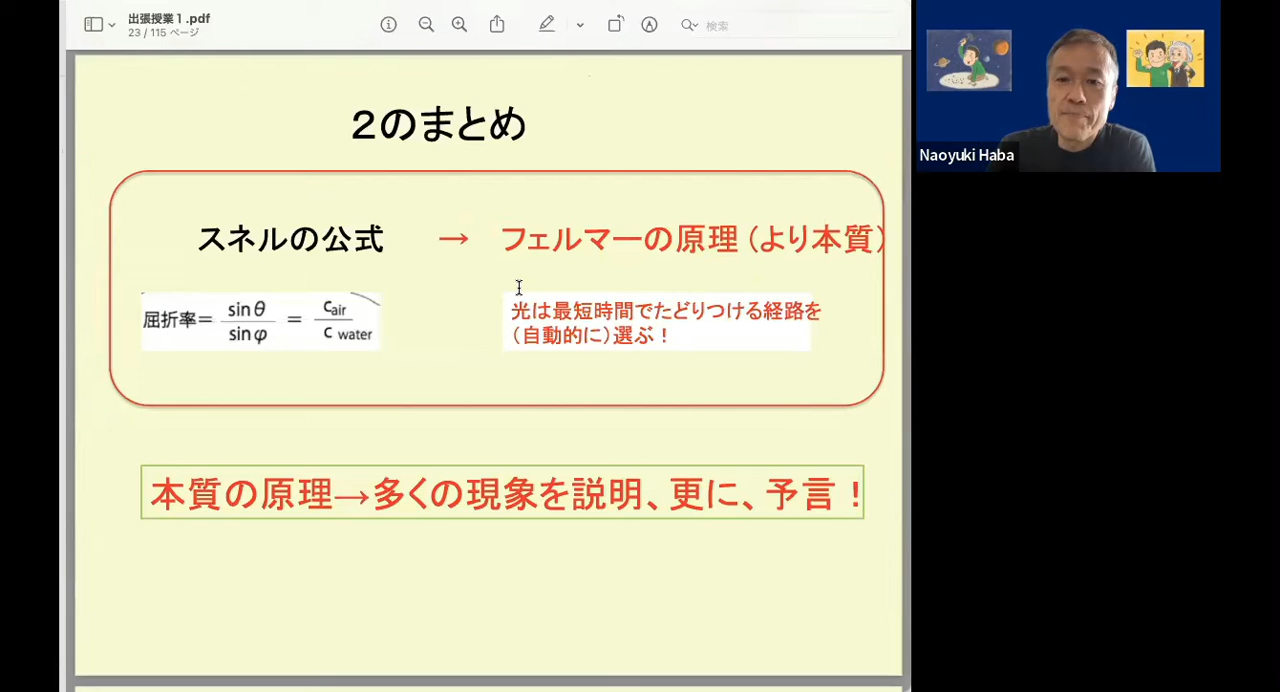 出張授業１.pdf
23 / 115 ページ
検索
２のまとめ
スネルの公式 → フェルマーの原理（より本質）
屈折率= sinθ / sinφ = cair / c water
光は最短時間でたどりつける経路を
（自動的に）選ぶ！
本質の原理→多くの現象を説明、更に、予言！
Naoyuki Haba